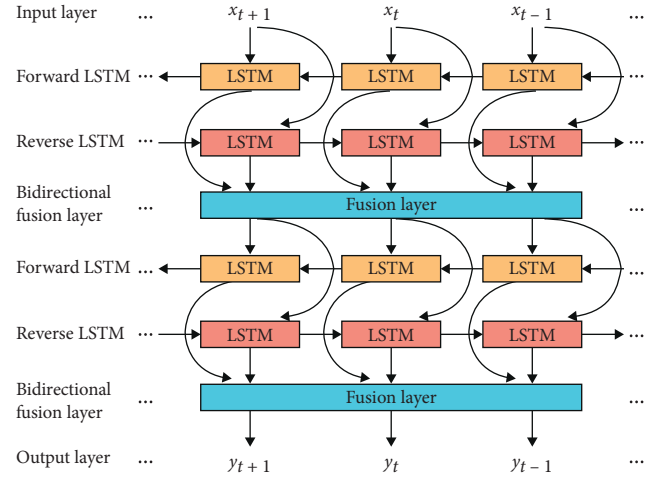 Input layer ... x t + 1 x t x t − 1 ...
Forward LSTM ... LSTM LSTM LSTM ...
Reverse LSTM ... LSTM LSTM LSTM ...
Bidirectional
fusion layer ... Fusion layer ...
Forward LSTM ... LSTM LSTM LSTM ...
Reverse LSTM ... LSTM LSTM LSTM ...
Bidirectional
fusion layer ... Fusion layer ...
Output layer ... y t + 1 y t y t − 1 ...